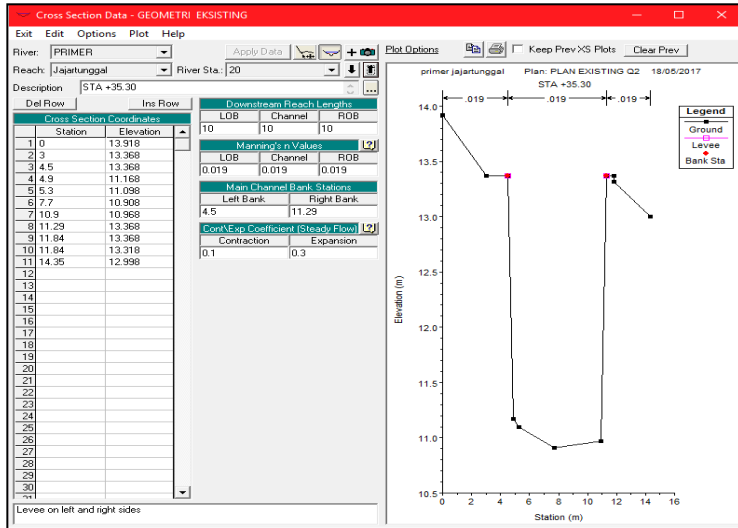 Cross Section Data - GEOMETRI EKSISTING
Exit Edit Options Plot Help
River: PRIMER
Apply Data
Plot Options
Keep Prev XS Plots
Clear Prev
Reach: Jajartunggal
River Sta.: 20
Description STA +35.30
...
Del Row
Ins Row
Cross Section Coordinates
Station Elevation
1 0 13.918
2 3 13.368
3 4.5 13.368
4 4.9 11.168
5 5.3 11.098
6 7.7 10.908
7 10.9 10.968
8 11.29 13.368
9 11.84 13.368
10 11.84 13.318
11 14.35 12.998
12
13
14
15
16
17
18
19
20
21
22
23
24
25
26
27
28
29
30
Downstream Reach Lengths
LOB Channel ROB
10 10 10
Manning's n Values
LOB Channel ROB
0.019 0.019 0.019
Main Channel Bank Stations
Left Bank Right Bank
4.5 11.29
Cont\Exp Coefficient (Steady Flow)
Contraction Expansion
0.1 0.3
Levee on left and right sides
primer jajartunggal Plan: PLAN EXISTING Q2 18/05/2017
STA +35.30
.019 .019 .019
Legend
Ground
Levee
Bank Sta
14.0
13.5
13.0
12.5
12.0
11.5
11.0
10.5
Elevation (m)
0 2 4 6 8 10 12 14 16
Station (m)